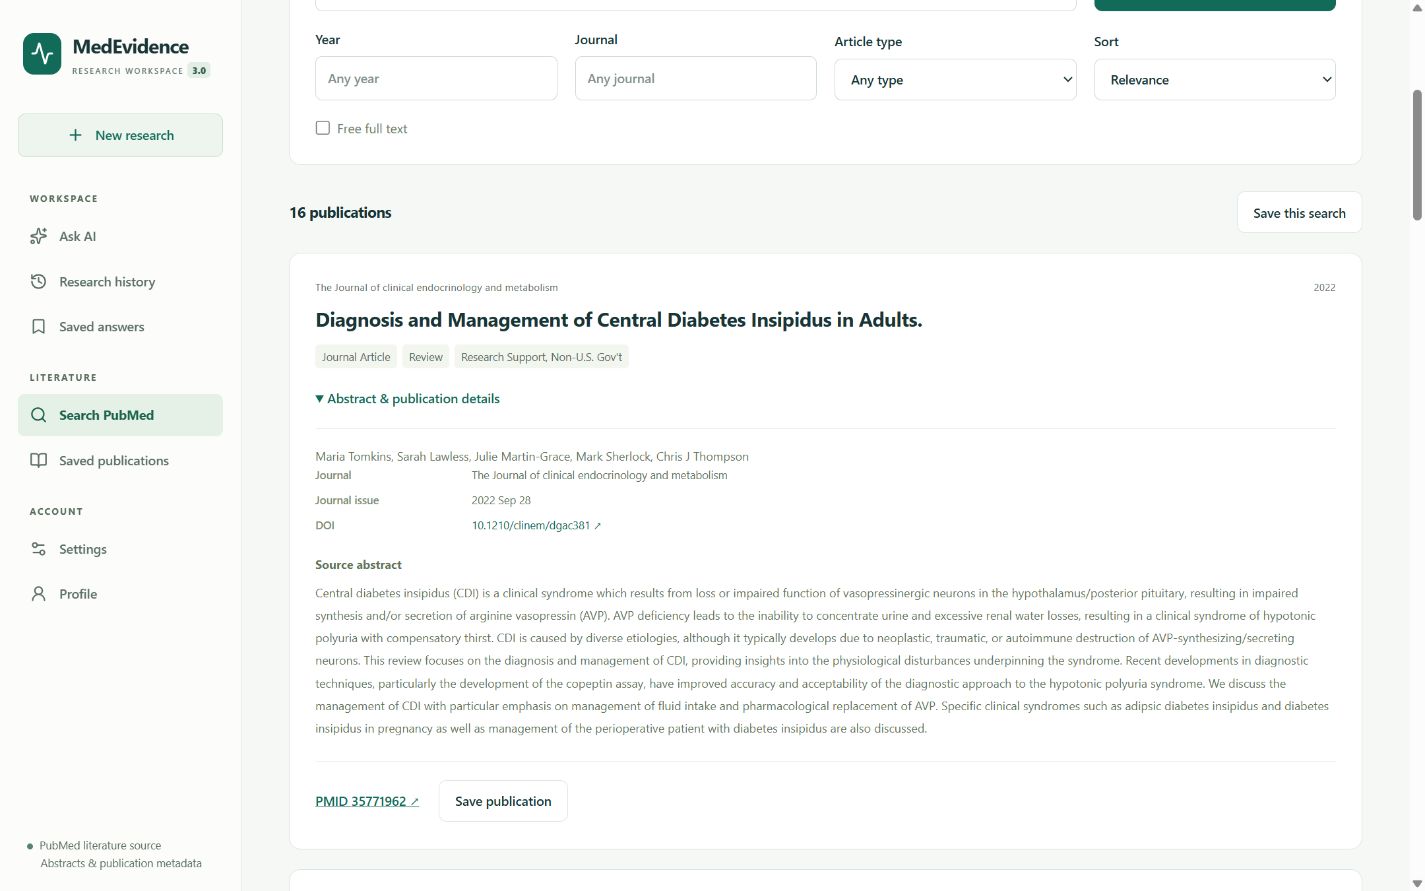 MedEvidence
RESEARCH WORKSPACE 3.0
New research
WORKSPACE
Ask AI
Research history
Saved answers
LITERATURE
Search PubMed
Saved publications
ACCOUNT
Settings
Profile
PubMed literature source
Abstracts & publication metadata
Year
Any year
Journal
Any journal
Article type
Any type
Sort
Relevance
Free full text
16 publications
Save this search
The Journal of clinical endocrinology and metabolism
2022
Diagnosis and Management of Central Diabetes Insipidus in Adults.
Journal Article
Review
Research Support, Non-U.S. Gov't
▼ Abstract & publication details
Maria Tomkins, Sarah Lawless, Julie Martin-Grace, Mark Sherlock, Chris J Thompson
Journal The Journal of clinical endocrinology and metabolism
Journal issue 2022 Sep 28
DOI 10.1210/clinem/dgac381 ↗
Source abstract
Central diabetes insipidus (CDI) is a clinical syndrome which results from loss or impaired function of vasopressinergic neurons in the hypothalamus/posterior pituitary, resulting in impaired
synthesis and/or secretion of arginine vasopressin (AVP). AVP deficiency leads to the inability to concentrate urine and excessive renal water losses, resulting in a clinical syndrome of hypotonic
polyuria with compensatory thirst. CDI is caused by diverse etiologies, although it typically develops due to neoplastic, traumatic, or autoimmune destruction of AVP-synthesizing/secreting
neurons. This review focuses on the diagnosis and management of CDI, providing insights into the physiological disturbances underpinning the syndrome. Recent developments in diagnostic
techniques, particularly the development of the copeptin assay, have improved accuracy and acceptability of the diagnostic approach to the hypotonic polyuria syndrome. We discuss the
management of CDI with particular emphasis on management of fluid intake and pharmacological replacement of AVP. Specific clinical syndromes such as adipsic diabetes insipidus and diabetes
insipidus in pregnancy as well as management of the perioperative patient with diabetes insipidus are also discussed.
PMID 35771962 ↗
Save publication